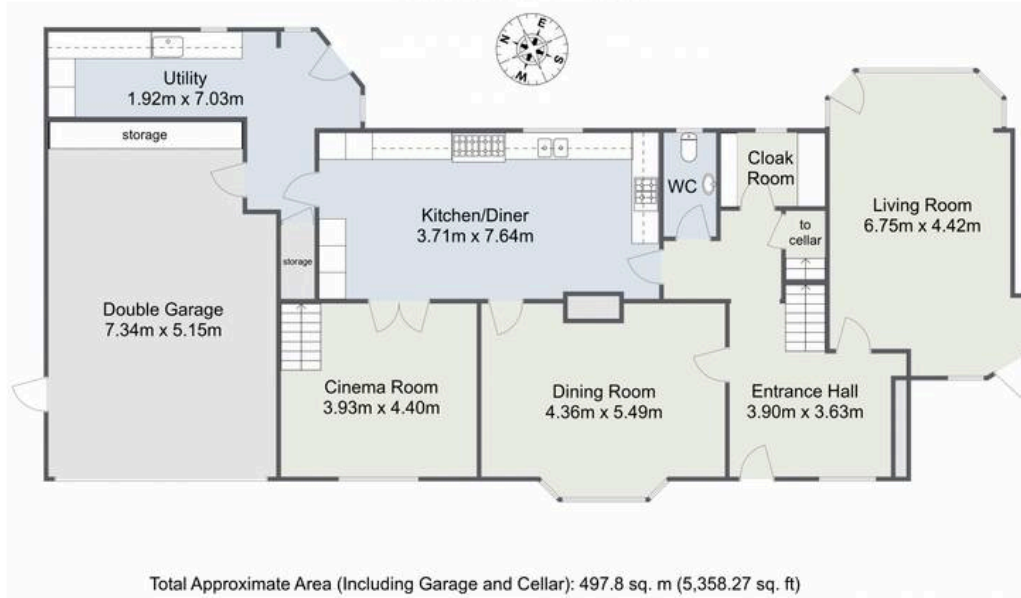 N
E
S
W
Utility
1.92m x 7.03m
storage
Cloak
Room
WC
Living Room
6.75m x 4.42m
Kitchen/Diner
3.71m x 7.64m
to
cellar
storage
Double Garage
7.34m x 5.15m
Cinema Room
3.93m x 4.40m
Dining Room
4.36m x 5.49m
Entrance Hall
3.90m x 3.63m
Total Approximate Area (Including Garage and Cellar): 497.8 sq. m (5,358.27 sq. ft)